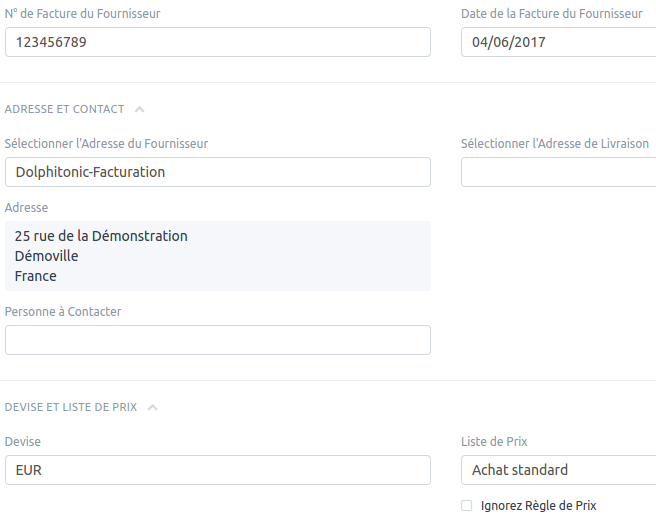 N° de Facture du Fournisseur
Date de la Facture du Fournisseur
123456789
04/06/2017
ADRESSE ET CONTACT
Sélectionner l'Adresse du Fournisseur
Sélectionner l'Adresse de Livraison
Dolphitonic-Facturation
Adresse
25 rue de la Démonstration
Démoville
France
Personne à Contacter
DEVISE ET LISTE DE PRIX
Devise
Liste de Prix
EUR
Achat standard
Ignorez Règle de Prix